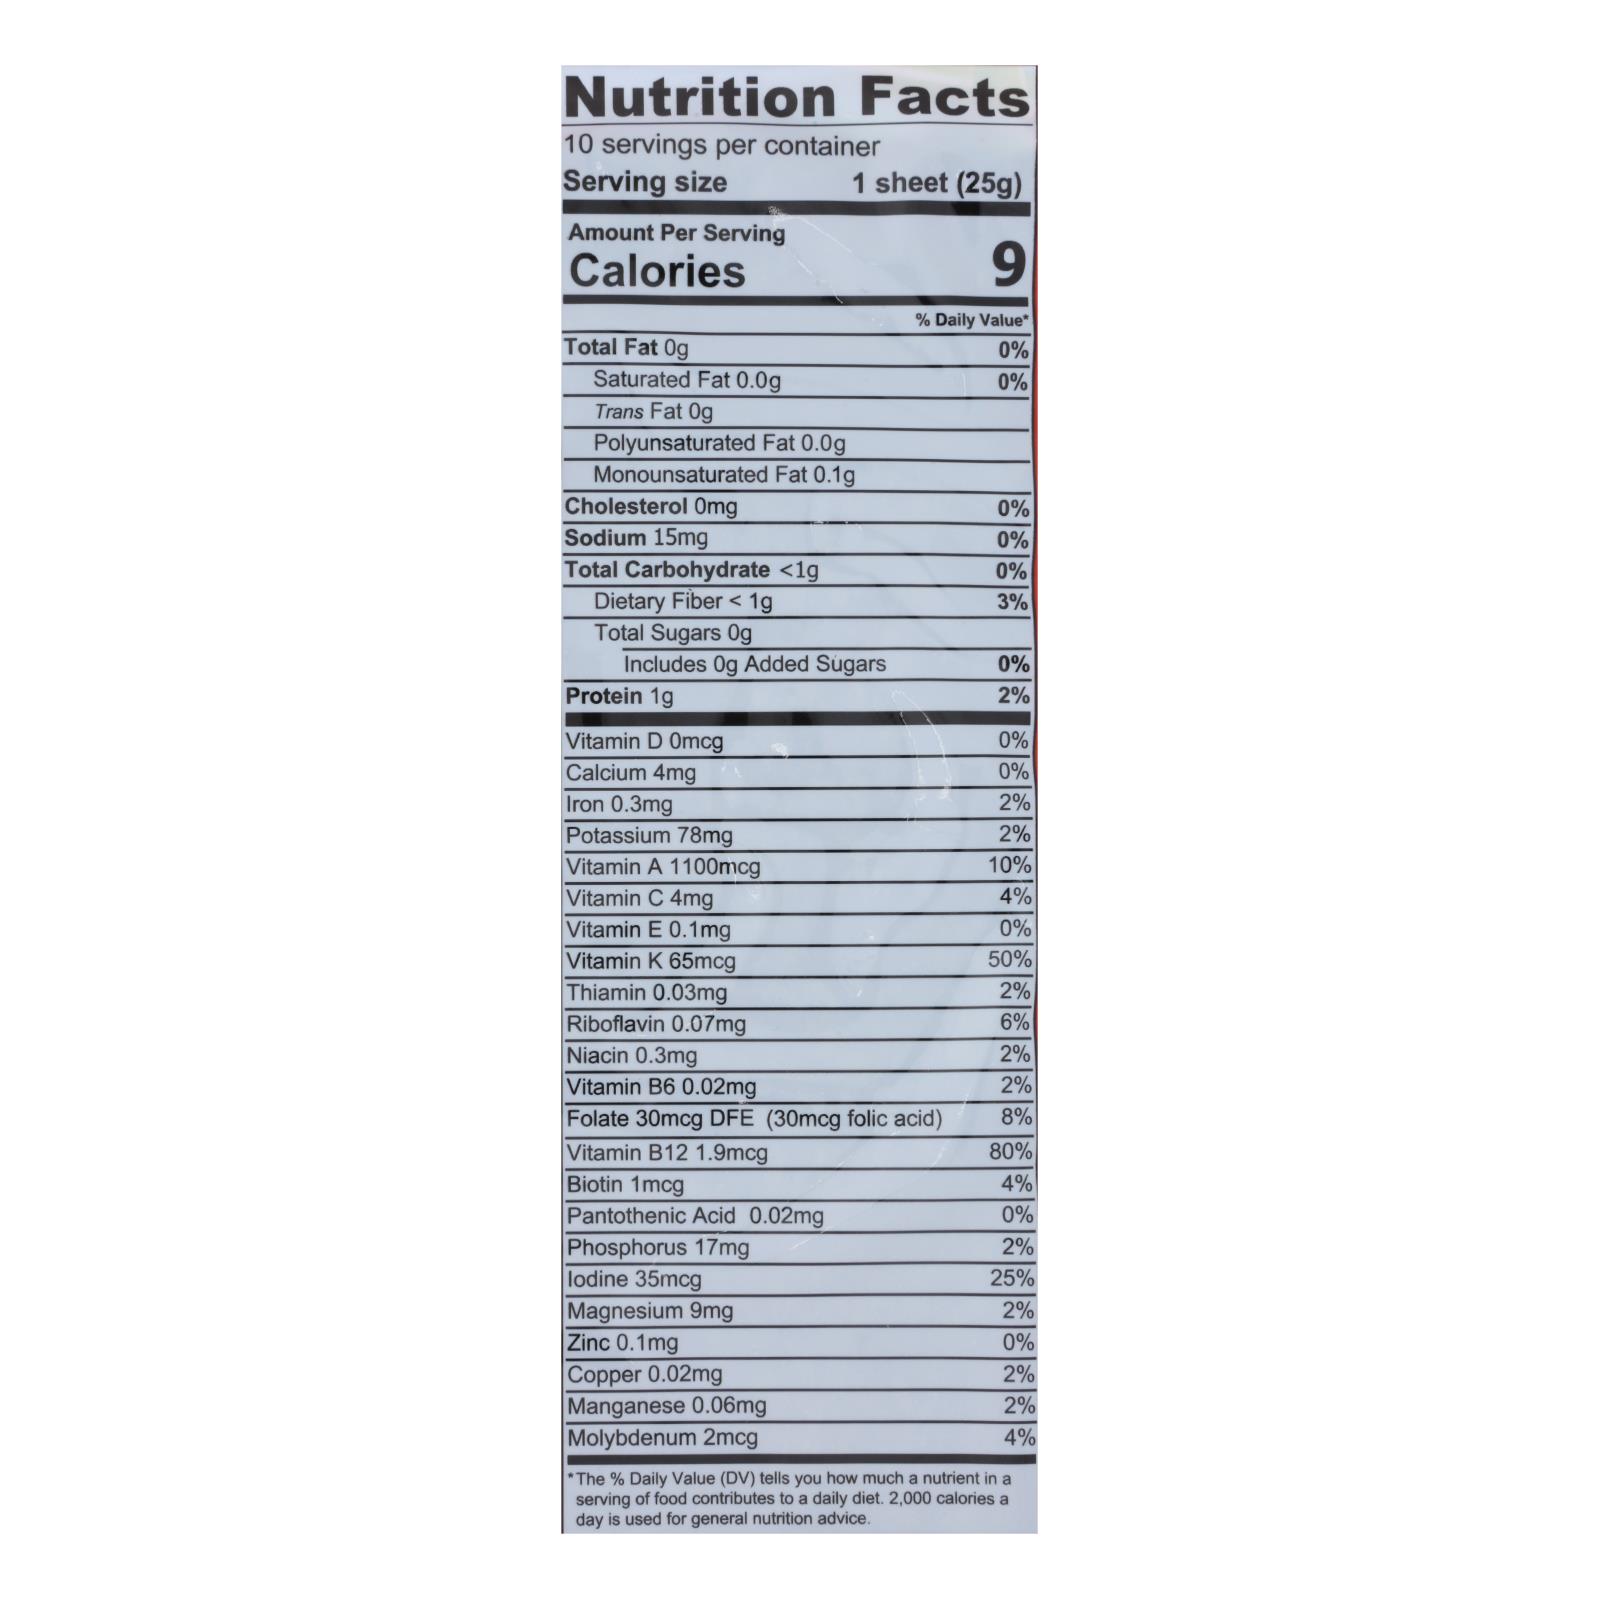 Nutrition Facts
10 servings per container
Serving size 1 sheet (25g)
Amount Per Serving
Calories 9
% Daily Value*
Total Fat 0g 0%
Saturated Fat 0.0g 0%
Trans Fat 0g
Polyunsaturated Fat 0.0g
Monounsaturated Fat 0.1g
Cholesterol 0mg 0%
Sodium 15mg 0%
Total Carbohydrate <1g 0%
Dietary Fiber < 1g 3%
Total Sugars 0g
Includes 0g Added Sugars 0%
Protein 1g 2%
Vitamin D 0mcg 0%
Calcium 4mg 0%
Iron 0.3mg 2%
Potassium 78mg 2%
Vitamin A 1100mcg 10%
Vitamin C 4mg 4%
Vitamin E 0.1mg 0%
Vitamin K 65mcg 50%
Thiamin 0.03mg 2%
Riboflavin 0.07mg 6%
Niacin 0.3mg 2%
Vitamin B6 0.02mg 2%
Folate 30mcg DFE (30mcg folic acid) 8%
Vitamin B12 1.9mcg 80%
Biotin 1mcg 4%
Pantothenic Acid 0.02mg 0%
Phosphorus 17mg 2%
Iodine 35mcg 25%
Magnesium 9mg 2%
Zinc 0.1mg 0%
Copper 0.02mg 2%
Manganese 0.06mg 2%
Molybdenum 2mcg 4%
*The % Daily Value (DV) tells you how much a nutrient in a
serving of food contributes to a daily diet. 2,000 calories a
day is used for general nutrition advice.